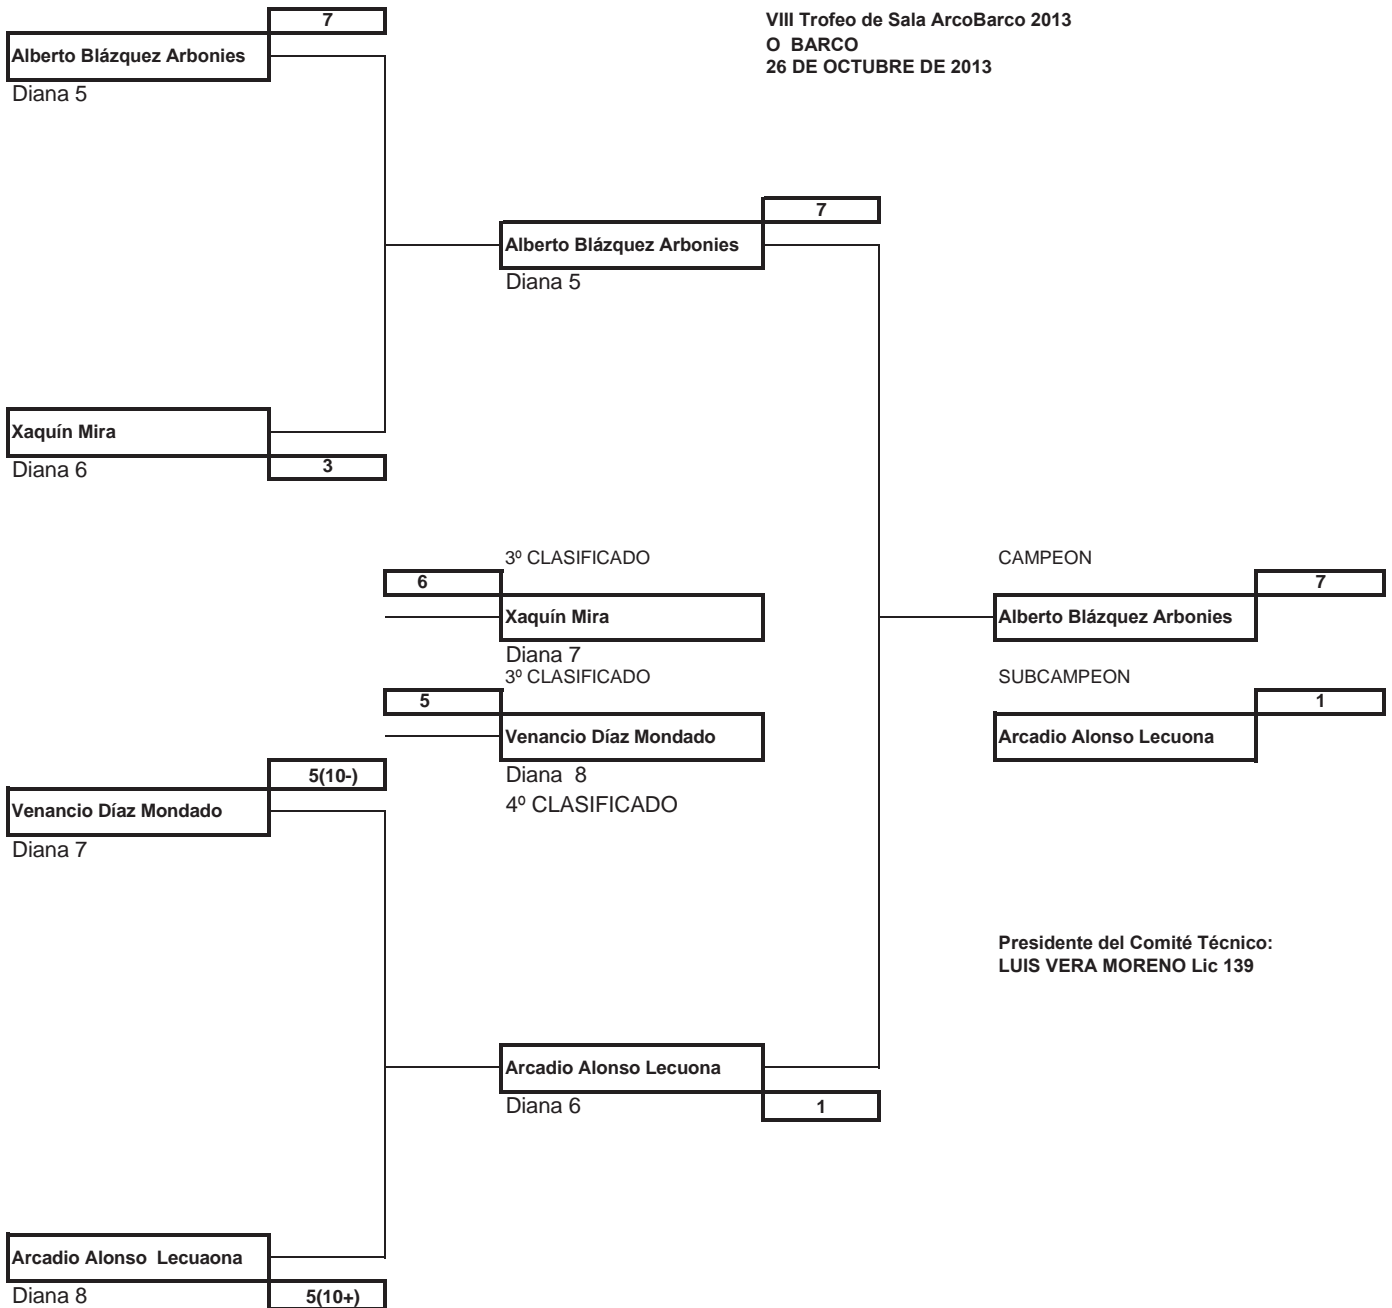 7
VIII Trofeo de Sala ArcoBarco 2013
Alberto Blázquez Arbonies
O BARCO
26 DE OCTUBRE DE 2013
Diana 5
7
Alberto Blázquez Arbonies
Diana 5
Xaquín Mira
Diana 6
3
3º CLASIFICADO
CAMPEON
6
7
Xaquín Mira
Alberto Blázquez Arbonies
Diana 7
3º CLASIFICADO
SUBCAMPEON
5
1
Venancio Díaz Mondado
Arcadio Alonso Lecuona
5(10-)
Diana 8
Venancio Díaz Mondado
4º CLASIFICADO
Diana 7
Presidente del Comité Técnico:
LUIS VERA MORENO Lic 139
Arcadio Alonso Lecuona
Diana 6
1
Arcadio Alonso Lecuaona
Diana 8
5(10+)